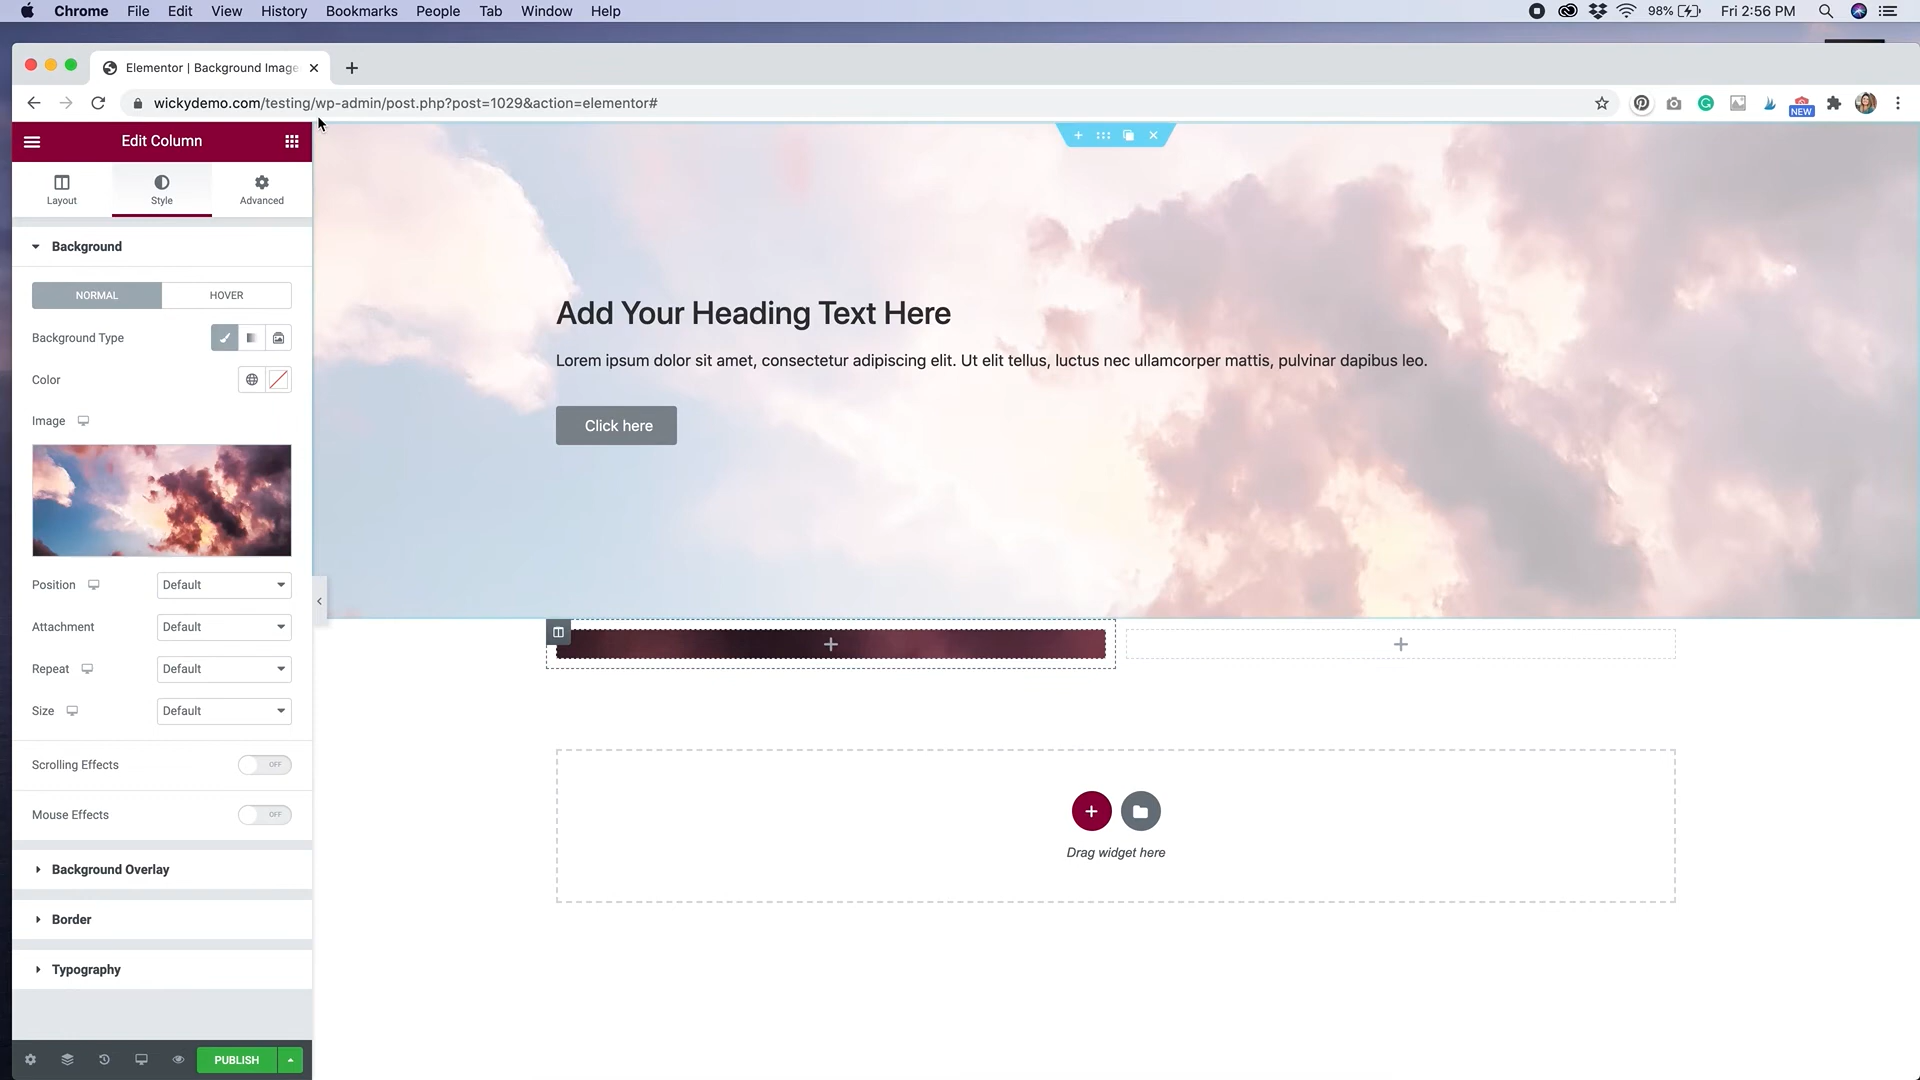 Chrome File Edit View History Bookmarks People Tab Window Help 98% Fri 2:56 PM
Elementor | Background Image
wickydemo.com/testing/wp-admin/post.php?post=1029&action=elementor#
NEW
Edit Column
Layout Style Advanced
Background
NORMAL HOVER
Background Type
Color
Image
Position Default
Attachment Default
Repeat Default
Size Default
Scrolling Effects OFF
Mouse Effects OFF
Background Overlay
Border
Typography
PUBLISH
Add Your Heading Text Here
Lorem ipsum dolor sit amet, consectetur adipiscing elit. Ut elit tellus, luctus nec ullamcorper mattis, pulvinar dapibus leo.
Click here
Drag widget here